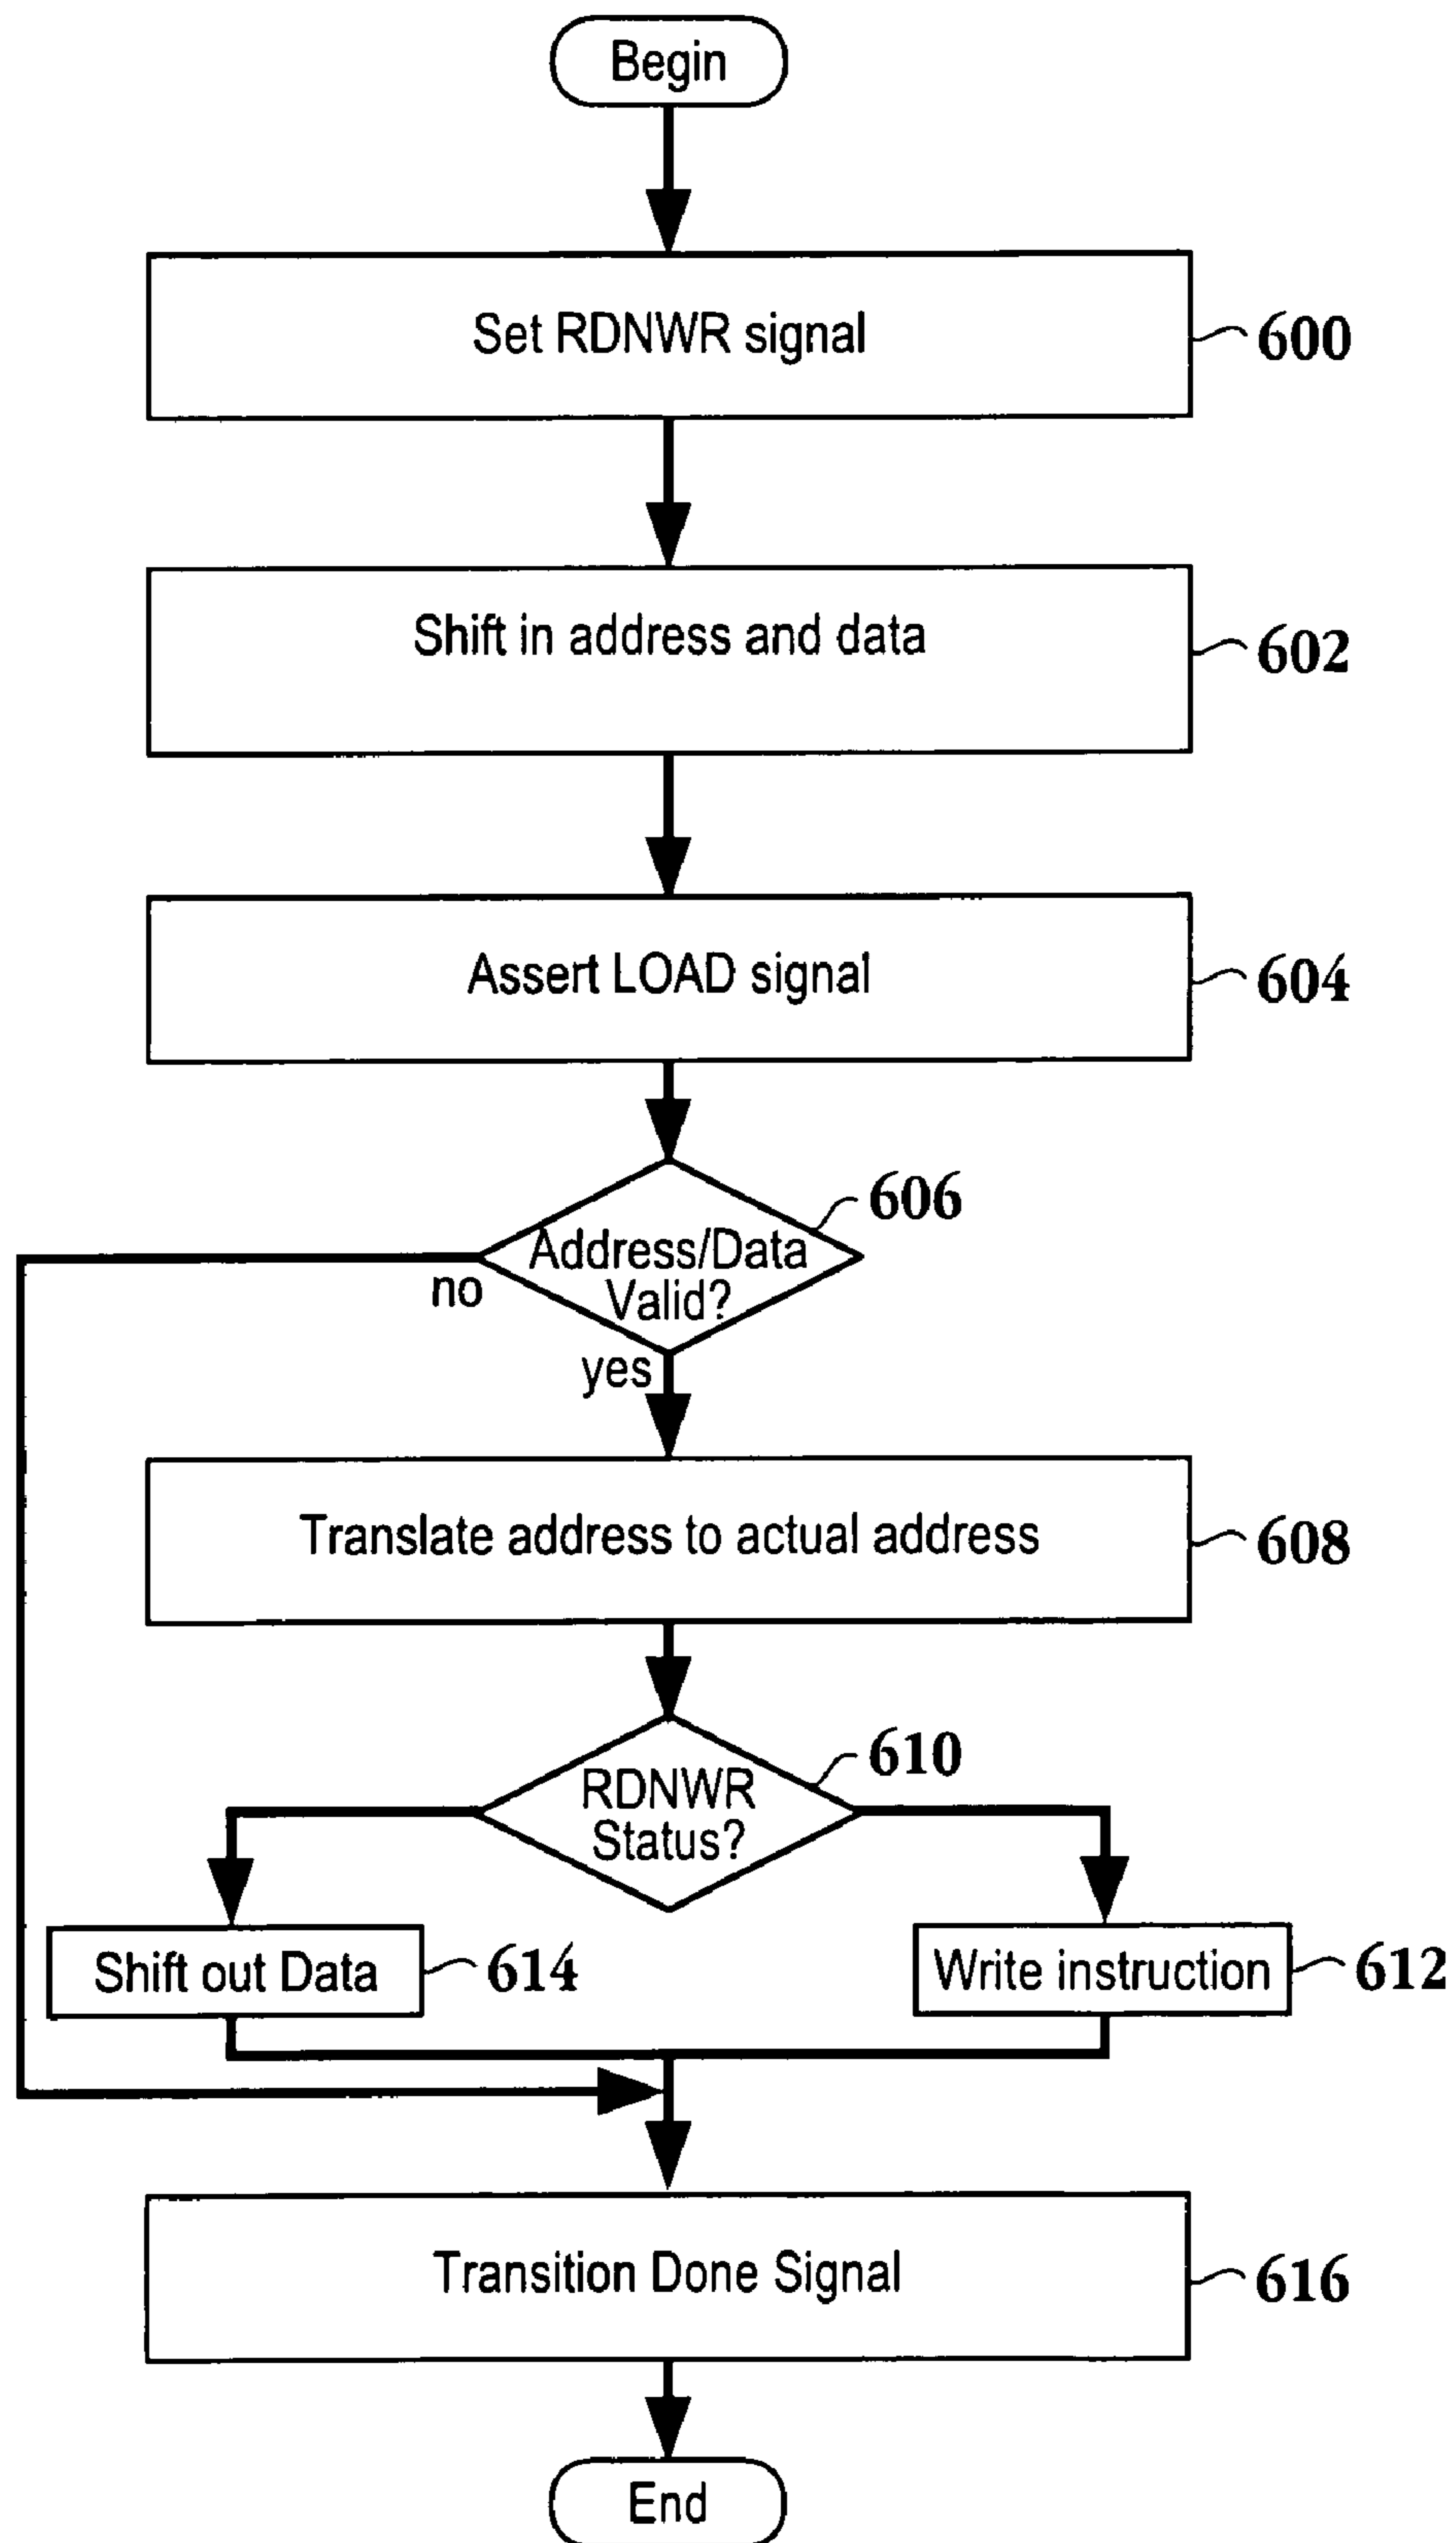 Begin
Set RDNWR signal
600
Shift in address and data
602
Assert LOAD signal
604
606
Address/Data
Valid?
no
yes
Translate address to actual address
608
610
RDNWR
Status?
Shift out Data
614
Write instruction
612
Transition Done Signal
616
End